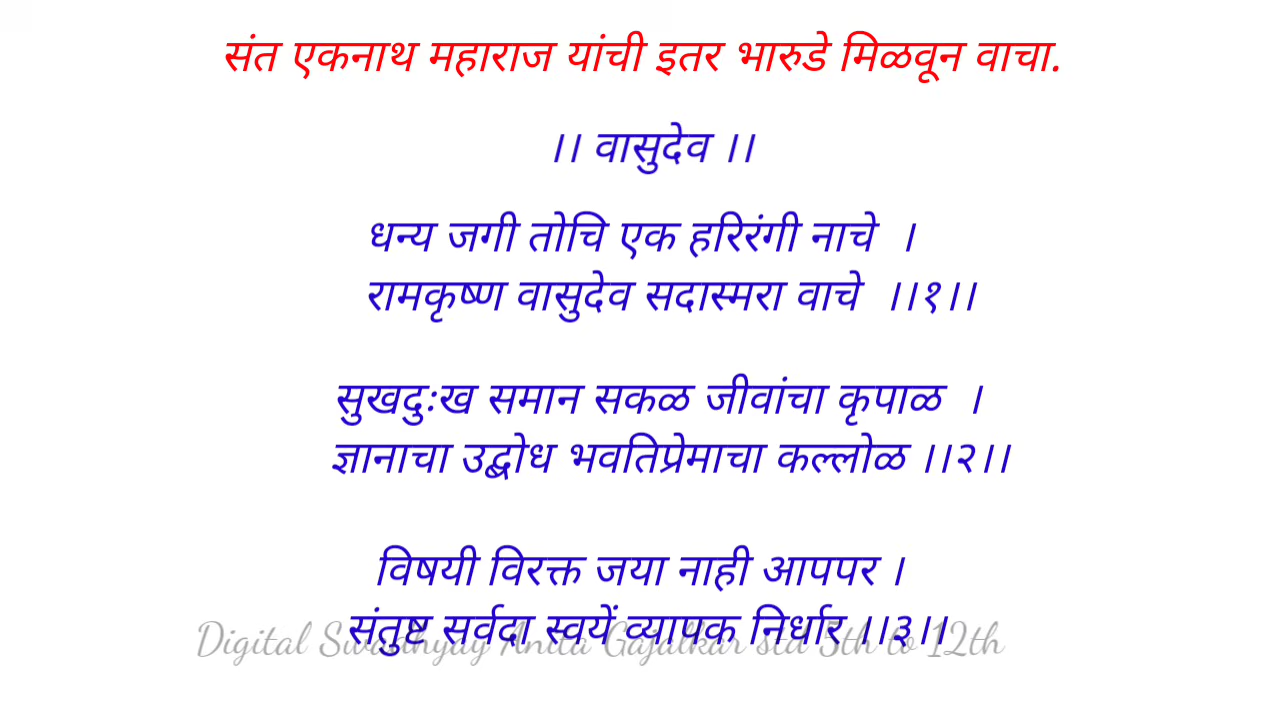 संत एकनाथ महाराज यांची इतर भारुडे मिळवून वाचा.
।। वासुदेव ।।
धन्य जगी तोचि एक हरिरंगी नाचे ।
रामकृष्ण वासुदेव सदास्मरा वाचे ।।१।।
सुखदुःख समान सकळ जीवांचा कृपाळ ।
ज्ञानाचा उद्बोध भवतिप्रेमाचा कल्लोळ ।।२।।
विषयी विरक्त जया नाही आपपर ।
संतुष्ट सर्वदा स्वयें व्यापक निर्धार ।।३।।
Digital Swadhyay Anita Gajalkar std 5th to 12th